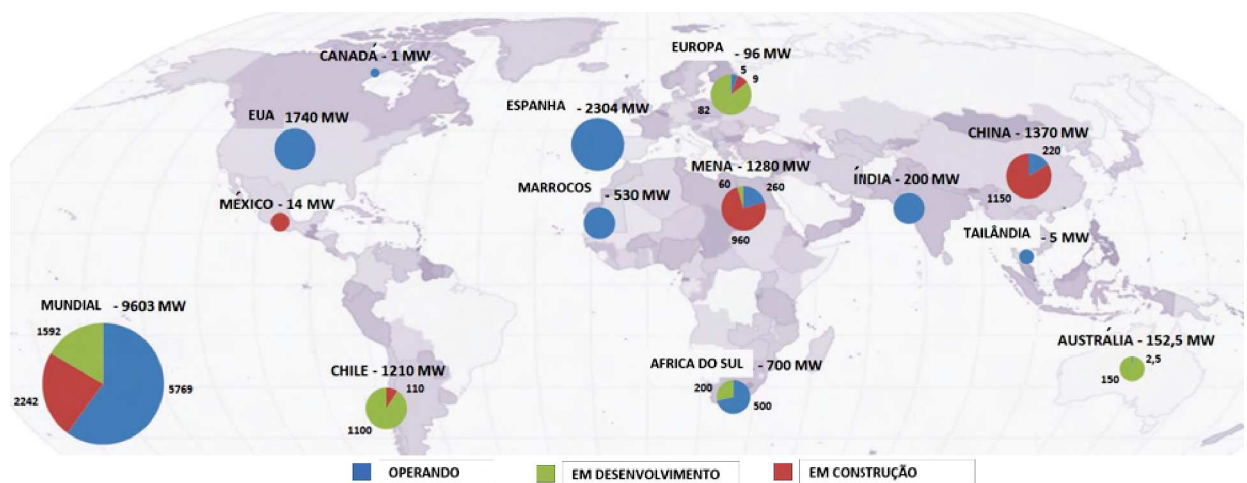 CANADÁ - 1 MW
EUROPA - 96 MW
5
9
82
EUA 1740 MW
ESPANHA - 2304 MW
CHINA - 1370 MW
220
1150
MENA - 1280 MW
60
260
960
ÍNDIA - 200 MW
MÉXICO - 14 MW
MARROCOS - 530 MW
TAILÂNDIA - 5 MW
MUNDIAL - 9603 MW
1592
2242
5769
CHILE - 1210 MW
110
1100
AFRICA DO SUL - 700 MW
200
500
AUSTRÁLIA - 152,5 MW
2,5
150
OPERANDO
EM DESENVOLVIMENTO
EM CONSTRUÇÃO